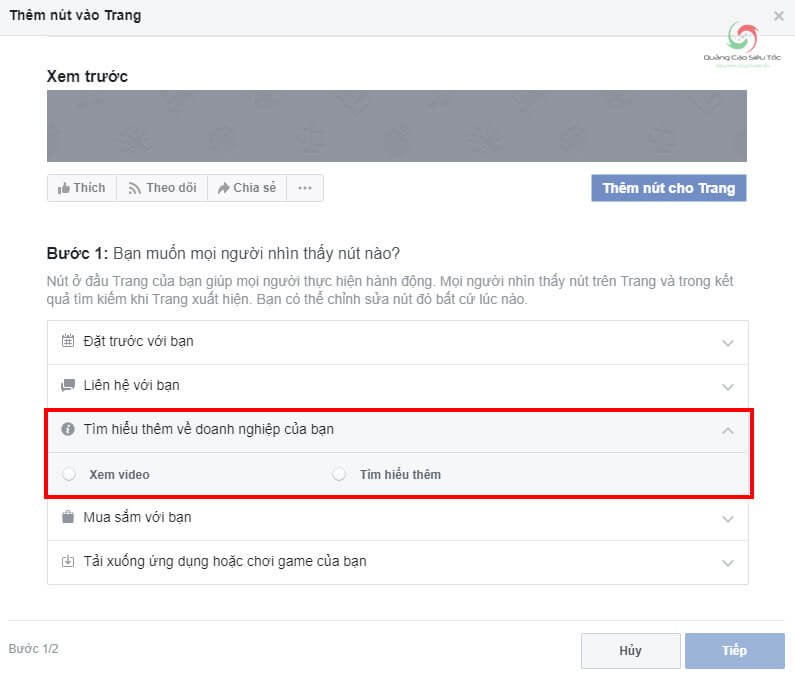 Thêm nút vào Trang
Quảng Cáo Siêu Tốc
Xem trước
Thích
Theo dõi
Chia sẻ
Thêm nút cho Trang
Bước 1: Bạn muốn mọi người nhìn thấy nút nào?
Nút ở đầu Trang của bạn giúp mọi người thực hiện hành động. Mọi người nhìn thấy nút trên Trang và trong kết
quả tìm kiếm khi Trang xuất hiện. Bạn có thể chỉnh sửa nút đó bất cứ lúc nào.
Đặt trước với bạn
Liên hệ với bạn
Tìm hiểu thêm về doanh nghiệp của bạn
Xem video
Tìm hiểu thêm
Mua sắm với bạn
Tải xuống ứng dụng hoặc chơi game của bạn
Bước 1/2
Hủy
Tiếp